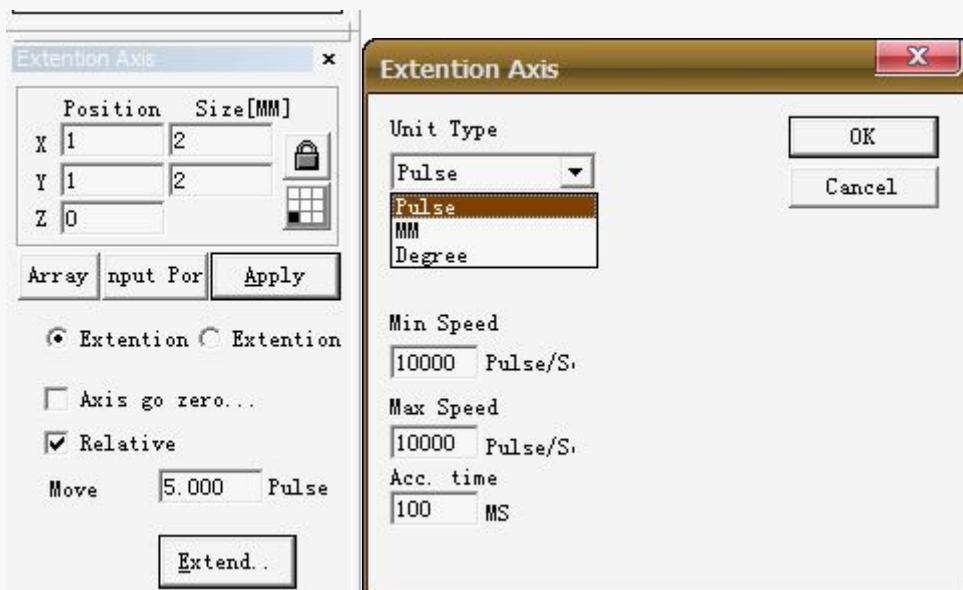 Extention Axis
Position Size[MM]
X 1 2
Y 1 2
Z 0
Array nput Por Apply
Extention Extention
Axis go zero...
Relative
Move 5.000 Pulse
Extend..
Extention Axis
Unit Type
Pulse
Pulse
MM
Degree
OK
Cancel
Min Speed
10000 Pulse/S
Max Speed
10000 Pulse/S
Acc. time
100 MS